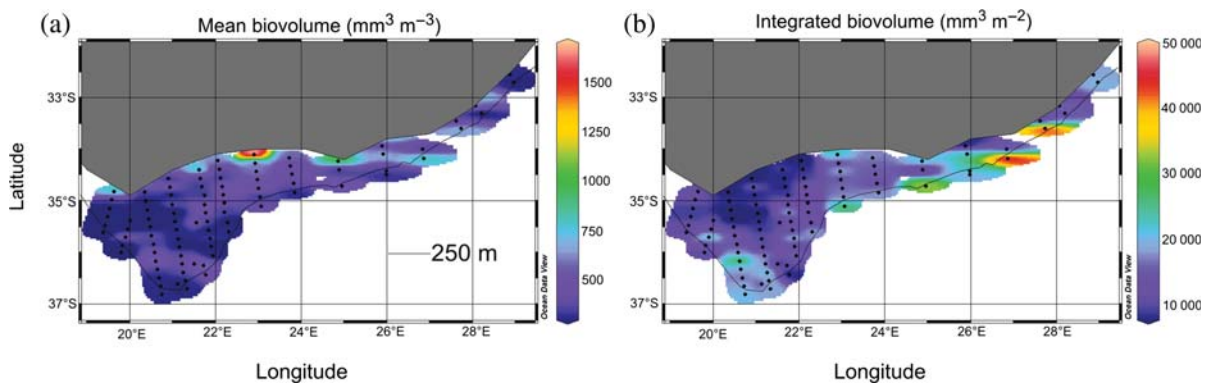 (a) Mean biovolume (mm³ m⁻³)
1500
1250
1000
750
500
33°S
35°S
37°S
Latitude
250 m
Ocean Data View
20°E 22°E 24°E 26°E 28°E
Longitude
(b) Integrated biovolume (mm³ m⁻²)
50 000
40 000
30 000
20 000
10 000
33°S
35°S
37°S
Ocean Data View
20°E 22°E 24°E 26°E 28°E
Longitude